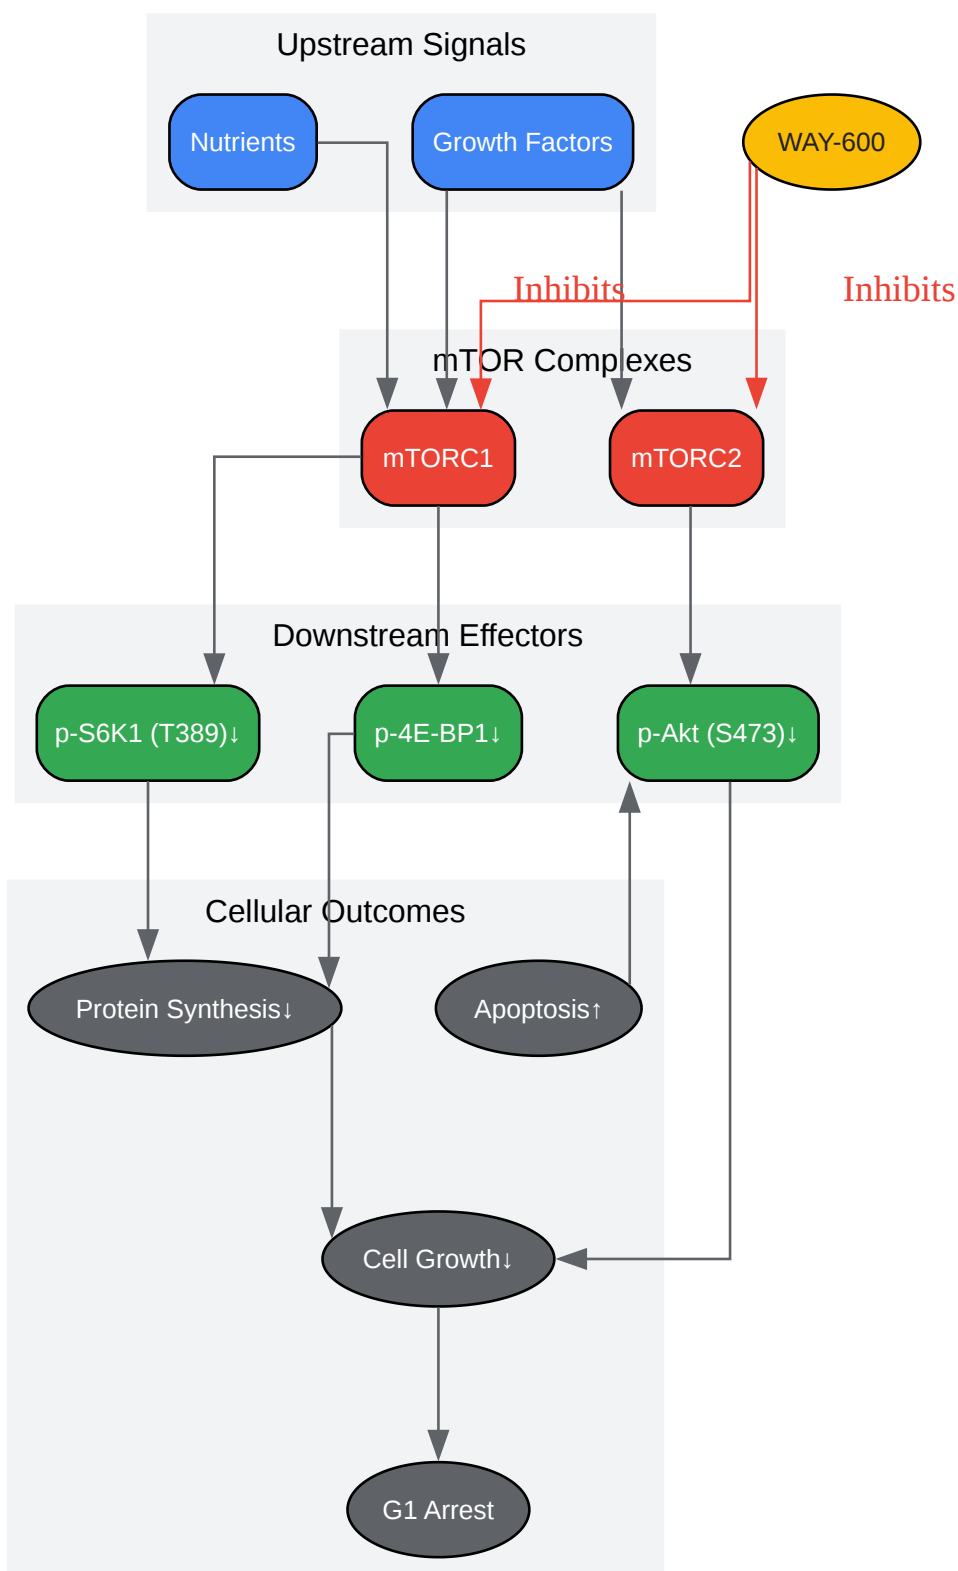 Upstream Signals
Nutrients
Growth Factors
WAY-600
Inhibits
Inhibits
mTOR Complexes
mTORC1
mTORC2
Downstream Effectors
p-S6K1 (T389)↓
p-4E-BP1↓
p-Akt (S473)↓
Cellular Outcomes
Protein Synthesis↓
Apoptosis↑
Cell Growth↓
G1 Arrest